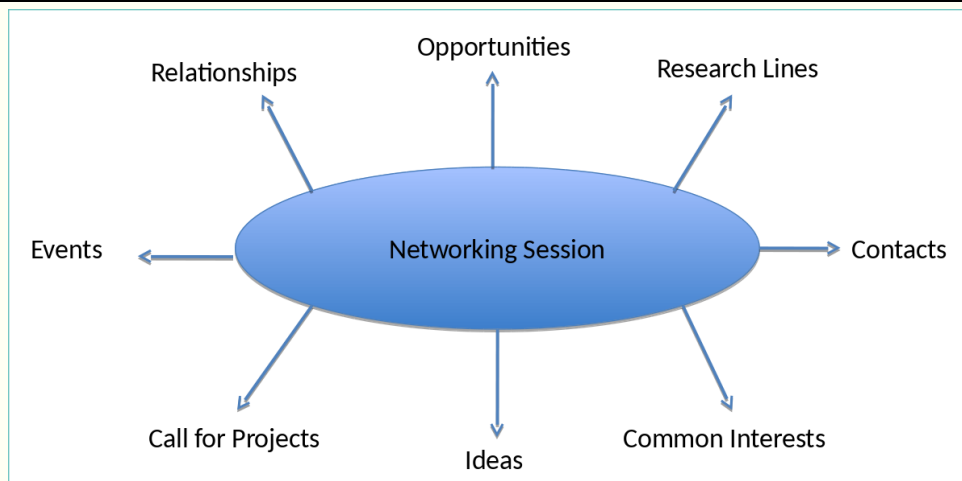 Opportunities
Relationships
Research Lines
Events
Networking Session
Contacts
Call for Projects
Common Interests
Ideas